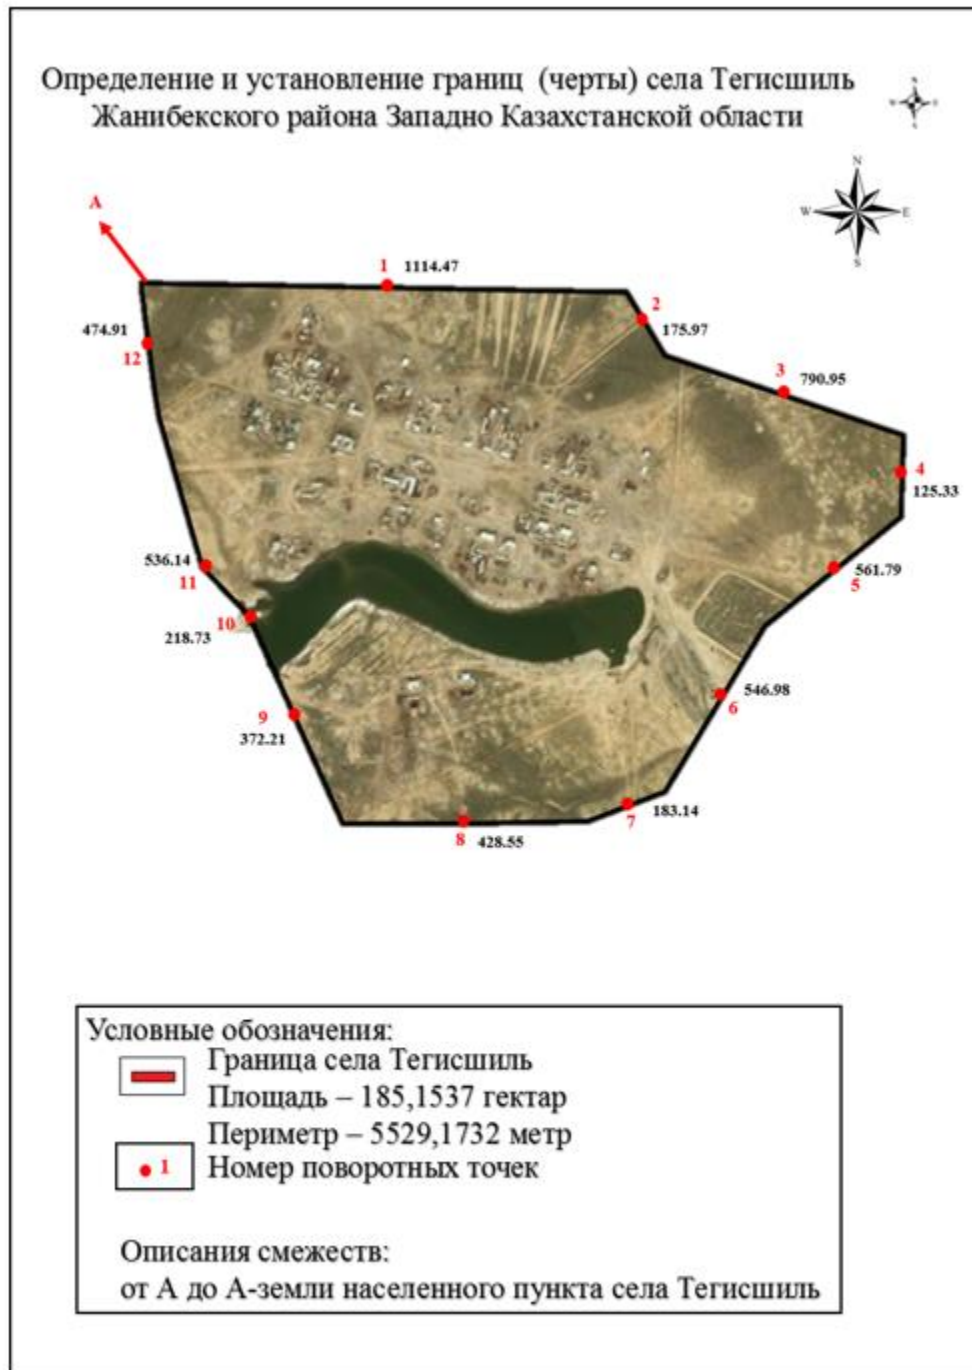 Определение и установление границ (черты) села Тегисшиль
Жанибекского района Западно Казахстанской области
N
W E
S
A
1 1114.47
2
175.97
474.91
12
3
790.95
4
125.33
536.14
11
561.79
5
10
218.73
546.98
6
9
372.21
183.14
7
8
428.55
Условные обозначения:
Граница села Тегисшиль
Площадь – 185,1537 гектар
Периметр – 5529,1732 метр
1 Номер поворотных точек
Описания смежеств:
от А до А-земли населенного пункта села Тегисшиль